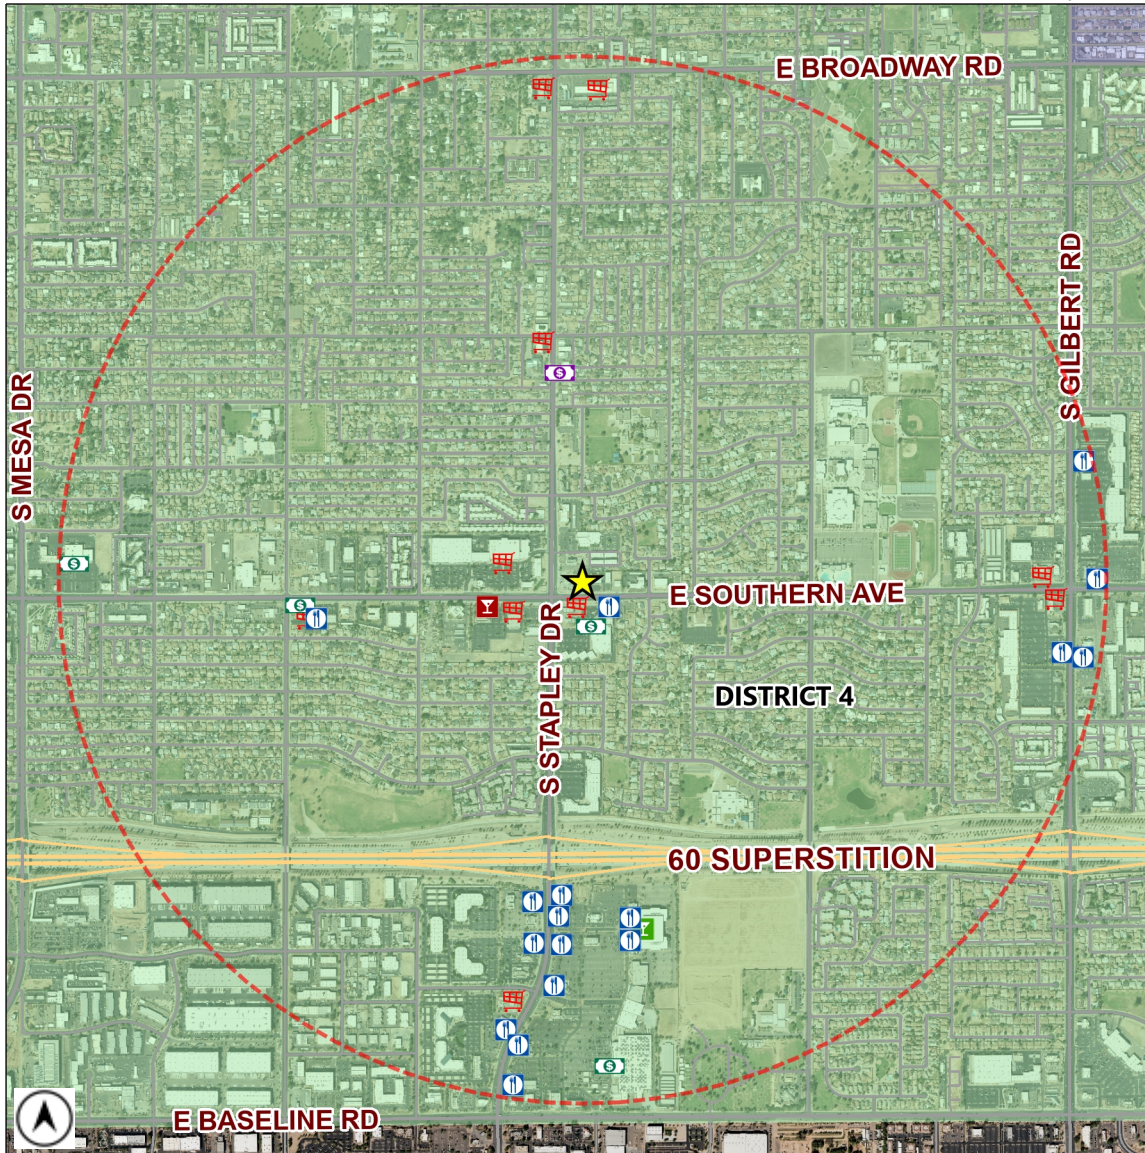 E BROADWAY RD
S GILBERT RD
S MESA DR
$
$
E SOUTHERN AVE
$
$
S STAPLEY DR
DISTRICT 4
60 SUPERSTITION
$
E BASELINE RD